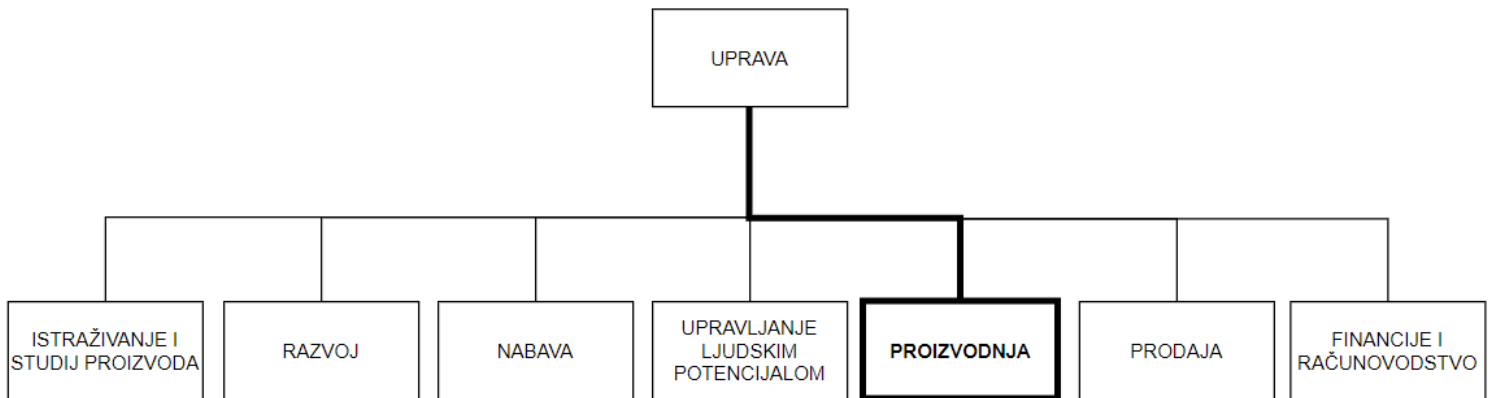 UPRAVA
ISTRAŽIVANJE I
STUDIJ PROIZVODA
RAZVOJ
NABAVA
UPRAVLJANJE
LJUDSKIM
POTENCIJALOM
PROIZVODNJA
PRODAJA
FINANCIJE I
RAČUNOVODSTVO